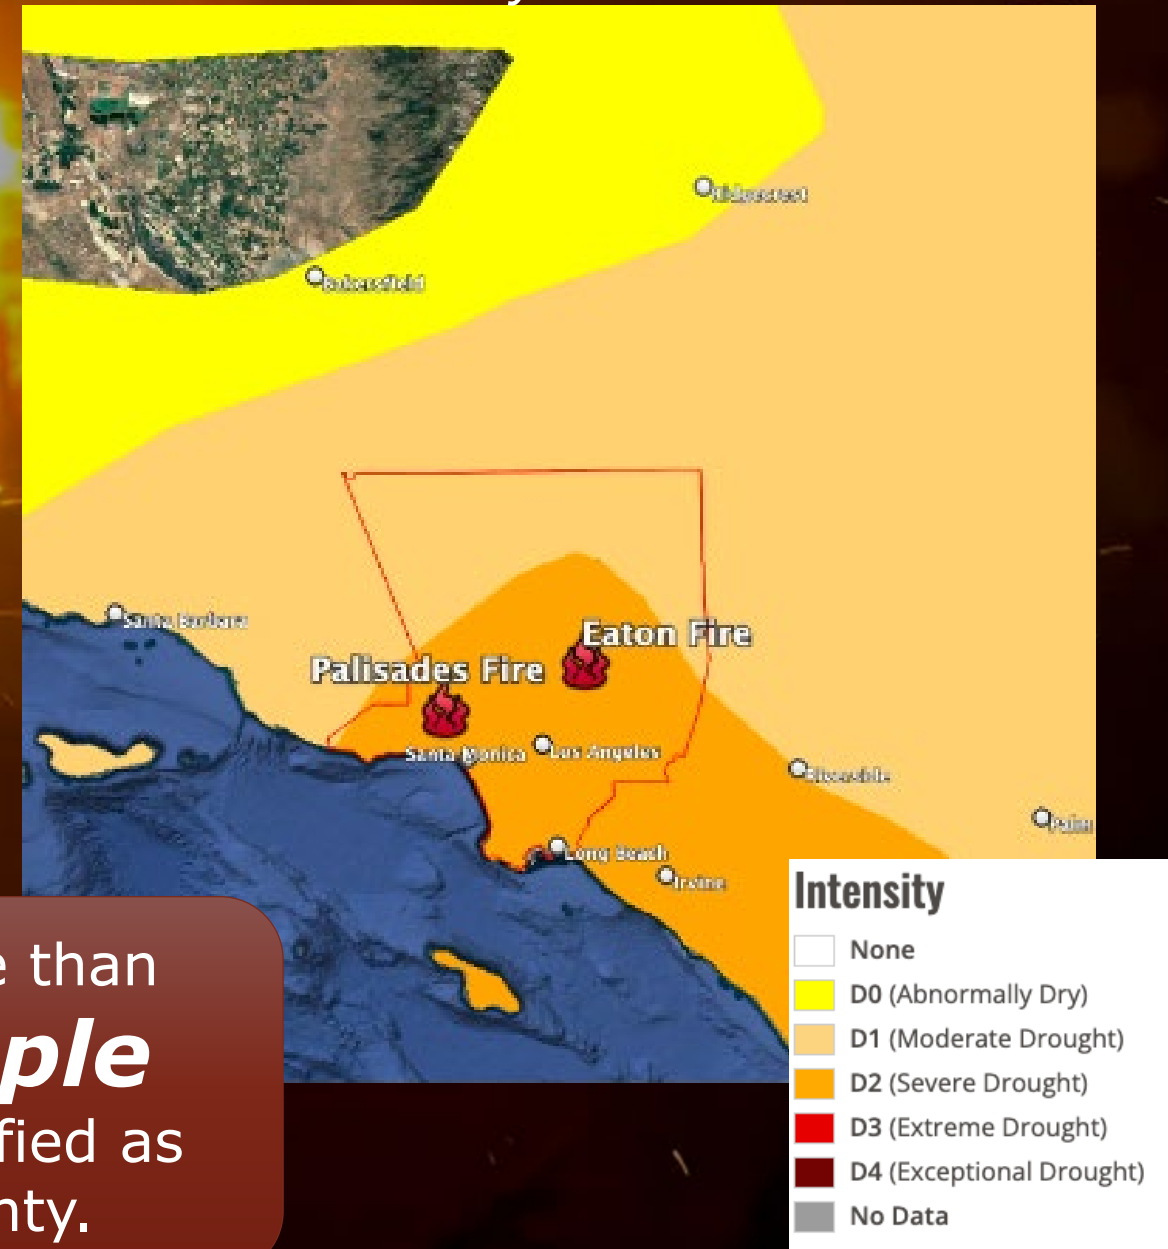 Ridgecrest
Bakersfield
Santa Barbara
Eaton Fire
Palisades Fire
Santa Monica
Los Angeles
Riverside
Palm
Long Beach
Irvine
Intensity
None
D0 (Abnormally Dry)
D1 (Moderate Drought)
D2 (Severe Drought)
D3 (Extreme Drought)
D4 (Exceptional Drought)
No Data
than
ple
fied as
nty.